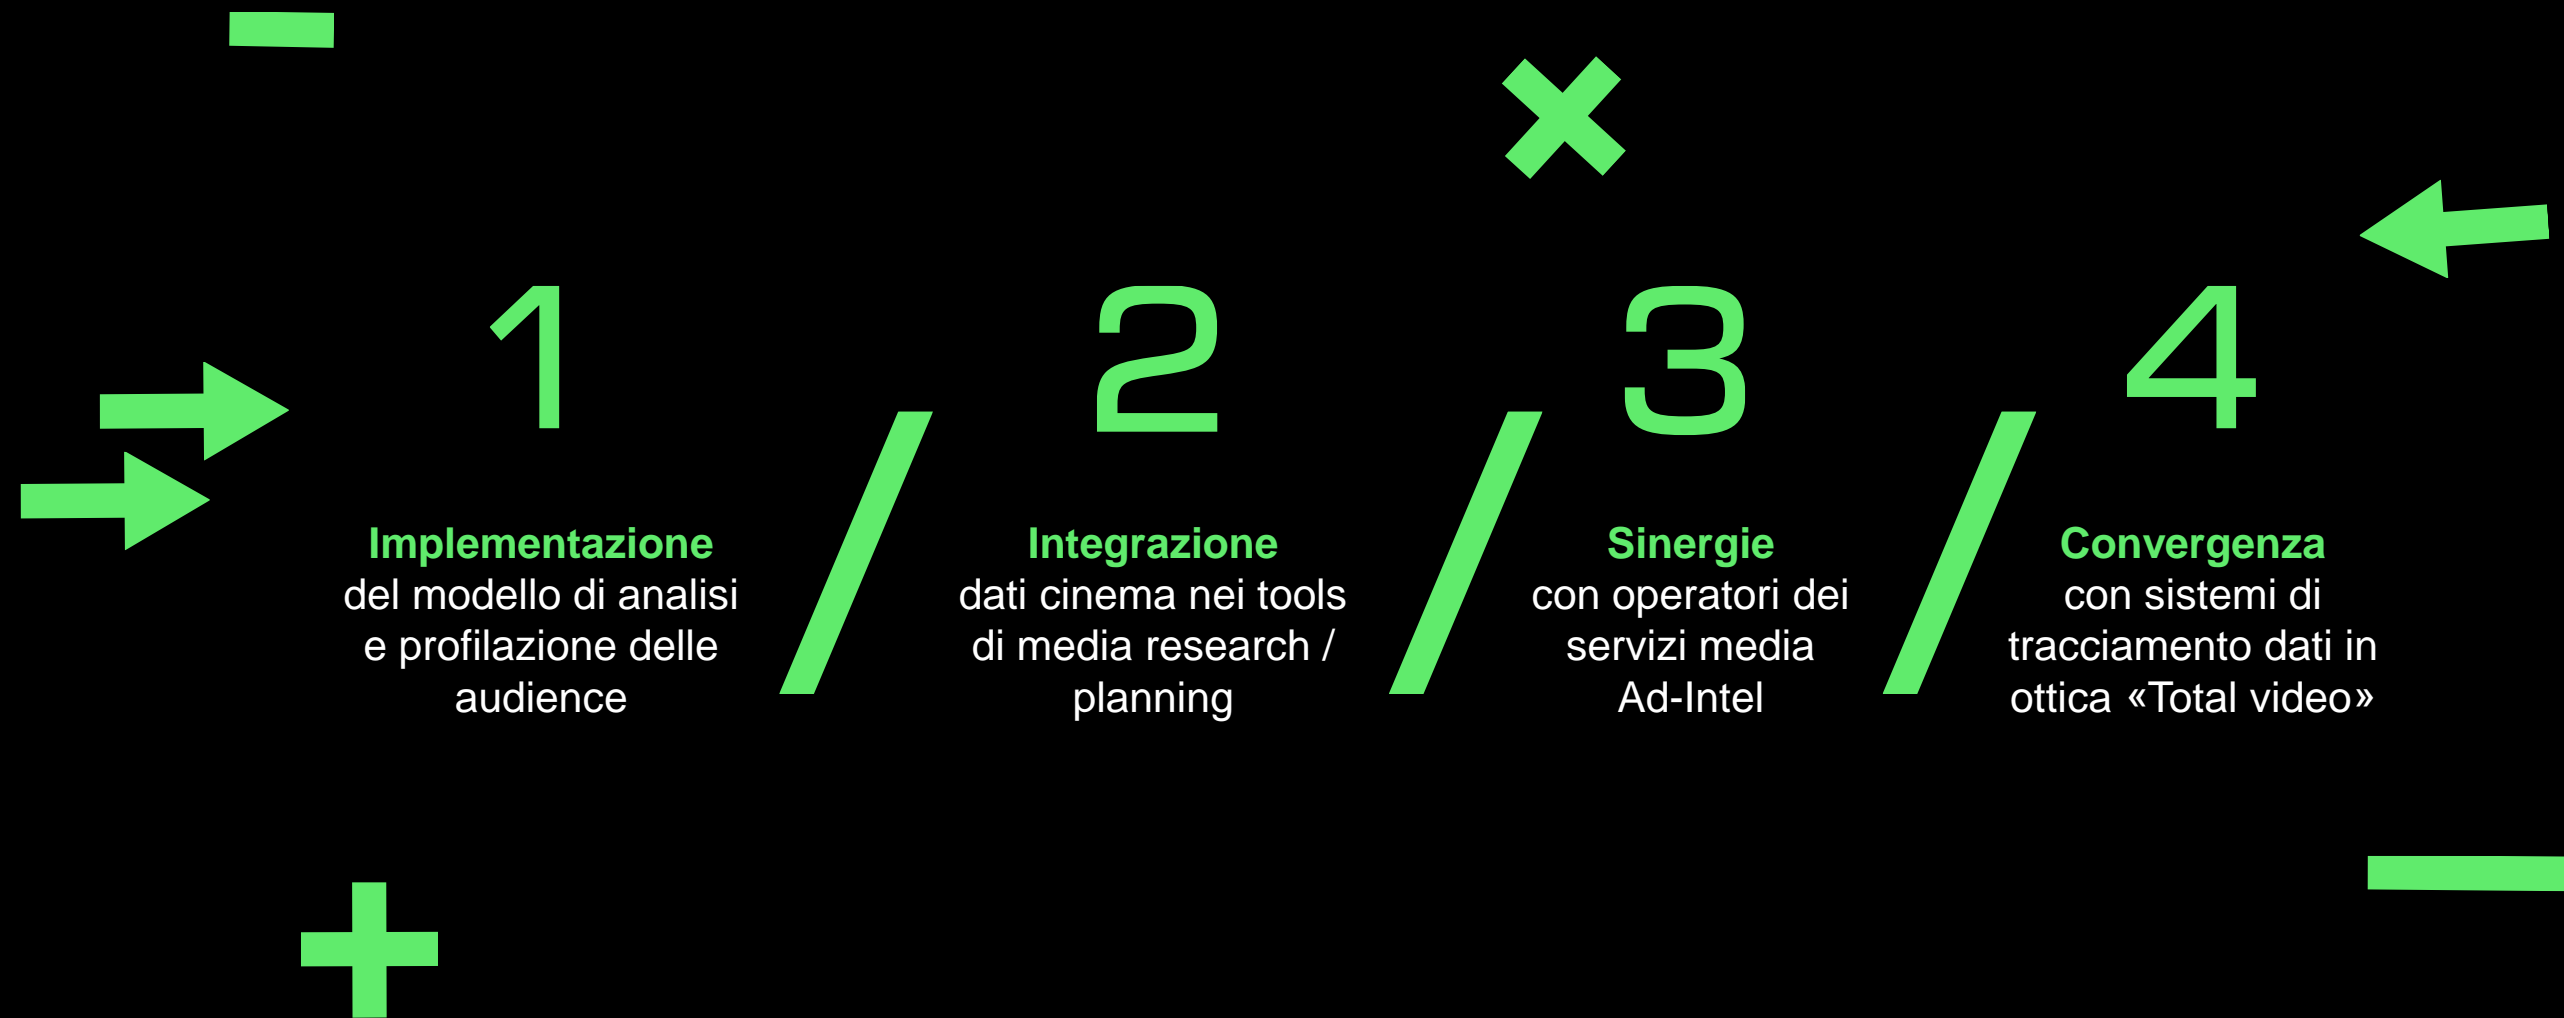 1
Implementazione
del modello di analisi
e profilazione delle
audience
/
2
Integrazione
dati cinema nei tools
di media research /
planning
/
3
Sinergie
con operatori dei
servizi media
Ad-Intel
/
4
Convergenza
con sistemi di
tracciamento dati in
ottica «Total video»